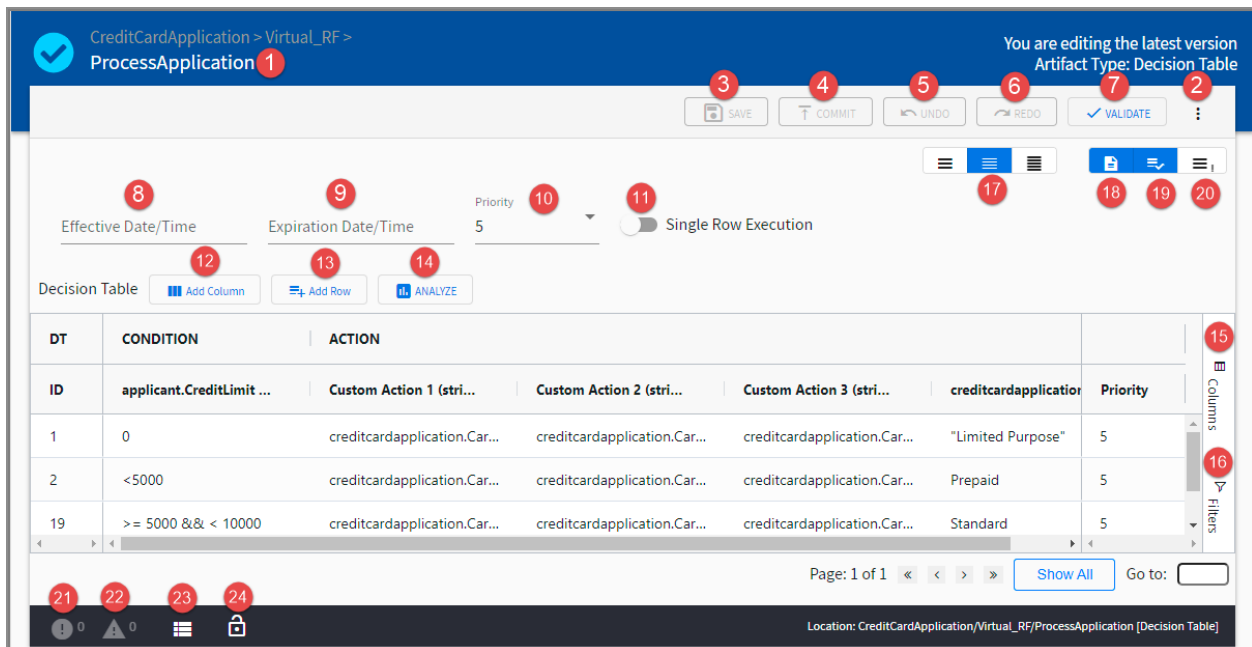 CreditCardApplication > Virtual_RF >
ProcessApplication 1
You are editing the latest version
Artifact Type: Decision Table
3 4 5 6 7 2
SAVE COMMIT UNDO REDO VALIDATE
17 18 19 20
8 9 Priority 10 11
Effective Date/Time Expiration Date/Time 5 Single Row Execution
12 13 14
Decision Table Add Column Add Row ANALYZE
DT CONDITION ACTION 15
ID applicant.CreditLimit ... Custom Action 1 (stri... Custom Action 2 (stri... Custom Action 3 (stri... creditcardapplication Priority Columns
1 0 creditcardapplication.Car... creditcardapplication.Car... creditcardapplication.Car... "Limited Purpose" 5
2 <5000 creditcardapplication.Car... creditcardapplication.Car... creditcardapplication.Car... Prepaid 5 16
19 >= 5000 && < 10000 creditcardapplication.Car... creditcardapplication.Car... creditcardapplication.Car... Standard 5 Filters
Page: 1 of 1 « < > » Show All Go to:
21 22 23 24
0 0 Location: CreditCardApplication/Virtual_RF/ProcessApplication [Decision Table]